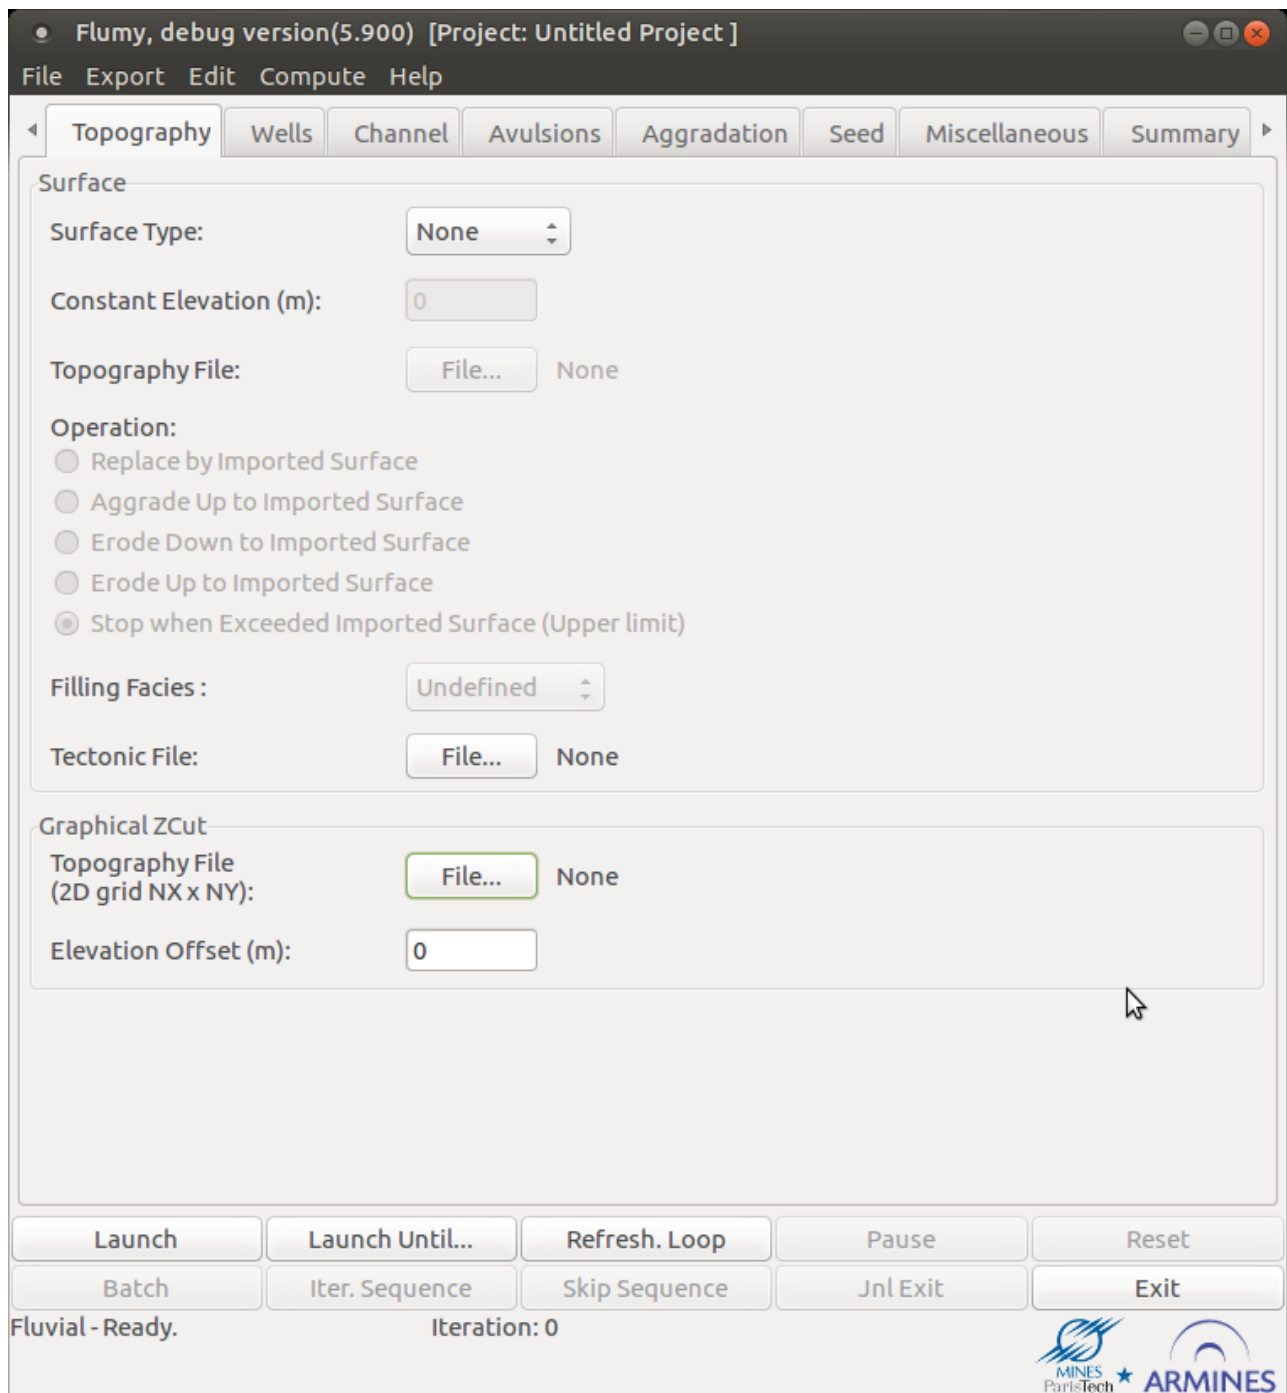 Flumy, debug version(5.900) [Project: Untitled Project ]
File Export Edit Compute Help
Topography Wells Channel Avulsions Aggradation Seed Miscellaneous Summary
Surface
Surface Type: None
Constant Elevation (m): 0
Topography File: File... None
Operation:
Replace by Imported Surface
Aggrade Up to Imported Surface
Erode Down to Imported Surface
Erode Up to Imported Surface
Stop when Exceeded Imported Surface (Upper limit)
Filling Facies : Undefined
Tectonic File: File... None
Graphical ZCut
Topography File
(2D grid NX x NY): File... None
Elevation Offset (m): 0
Launch Launch Until... Refresh. Loop Pause Reset
Batch Iter. Sequence Skip Sequence Jnl Exit Exit
Fluvial - Ready. Iteration: 0
MINES
ParisTech ARMINES